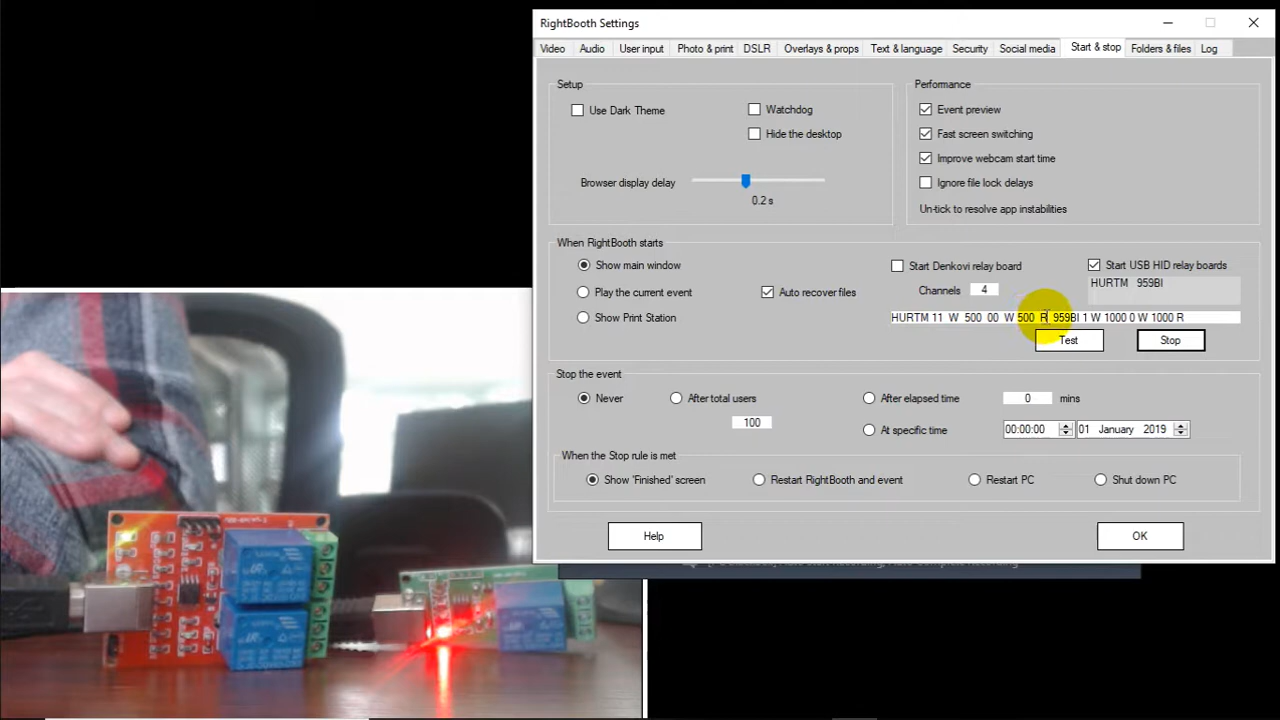 RightBooth Settings
Video Audio User input Photo & print DSLR Overlays & props Text & language Security Social media Start & stop Folders & files Log
Setup
Use Dark Theme
Watchdog
Hide the desktop
Browser display delay
0.2 s
Performance
Event preview
Fast screen switching
Improve webcam start time
Ignore file lock delays
Un-tick to resolve app instabilities
When RightBooth starts
Show main window
Play the current event
Show Print Station
Auto recover files
Start Denkovi relay board
Channels 4
Start USB HID relay boards
HURTM 959BI
HURTM 11 W 500 00 W 500 R 959BI 1 W 1000 0 W 1000 R
Test Stop
Stop the event
Never
After total users
100
After elapsed time 0 mins
At specific time 00:00:00 01 January 2019
When the Stop rule is met
Show 'Finished' screen
Restart RightBooth and event
Restart PC
Shut down PC
Help OK